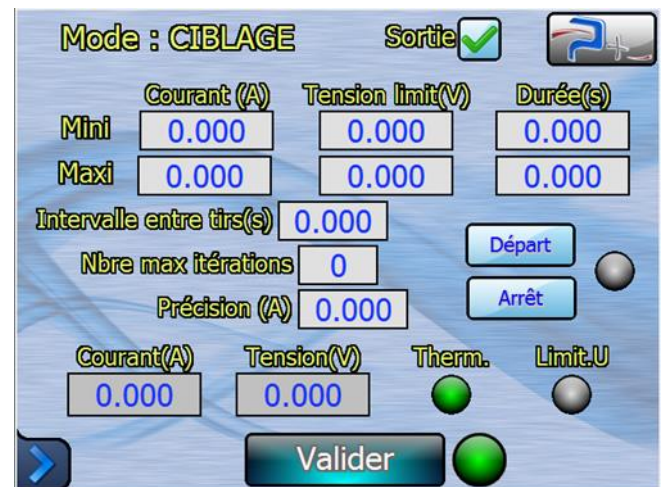 Mode : CIBLAGE Sortie
Courant (A) Tension limit(V) Durée(s)
Mini 0.000 0.000 0.000
Maxi 0.000 0.000 0.000
Intervalle entre tirs(s) 0.000
Départ
Nbre max itérations 0
Arrêt
Précision (A) 0.000
Courant(A) Tension(V) Therm. Limit.U
0.000 0.000
Valider